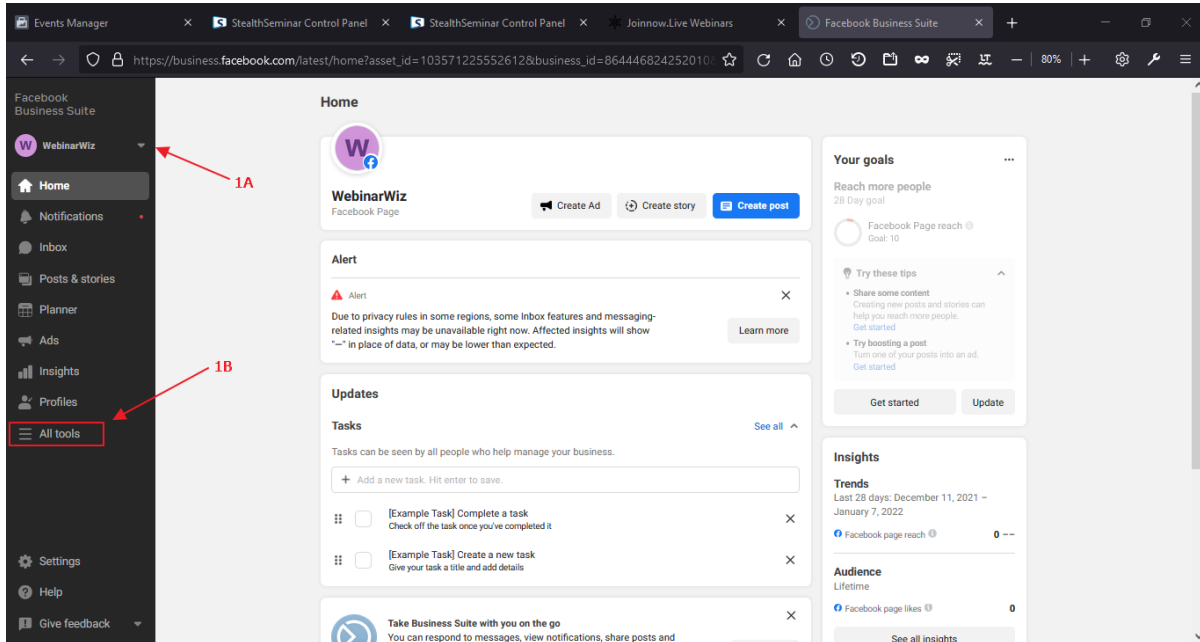 Events Manager
StealthSeminar Control Panel
StealthSeminar Control Panel
Joinnow.Live Webinars
Facebook Business Suite
https://business.facebook.com/latest/home?asset_id=103571225552612&business_id=864446824252010
80%
Facebook
Business Suite
W WebinarWiz
1A
Home
Notifications
Inbox
Posts & stories
Planner
Ads
Insights
Profiles
1B
All tools
Settings
Help
Give feedback
Home
W
WebinarWiz
Facebook Page
Create Ad
Create story
Create post
Alert
Alert
Due to privacy rules in some regions, some Inbox features and messaging-
related insights may be unavailable right now. Affected insights will show
"—" in place of data, or may be lower than expected.
Learn more
Updates
Tasks
See all
Tasks can be seen by all people who help manage your business.
+ Add a new task. Hit enter to save.
[Example Task] Complete a task
Check off the task once you've completed it
[Example Task] Create a new task
Give your task a title and add details
Take Business Suite with you on the go
You can respond to messages, view notifications, share posts and
Your goals
Reach more people
28 Day goal
Facebook Page reach
Goal: 10
Try these tips
• Share some content
Creating new posts and stories can
help you reach more people.
Get started
• Try boosting a post
Turn one of your posts into an ad.
Get started
Get started
Update
Insights
Trends
Last 28 days: December 11, 2021 –
January 7, 2022
Facebook page reach
0 --
Audience
Lifetime
Facebook page likes
0
See all insights